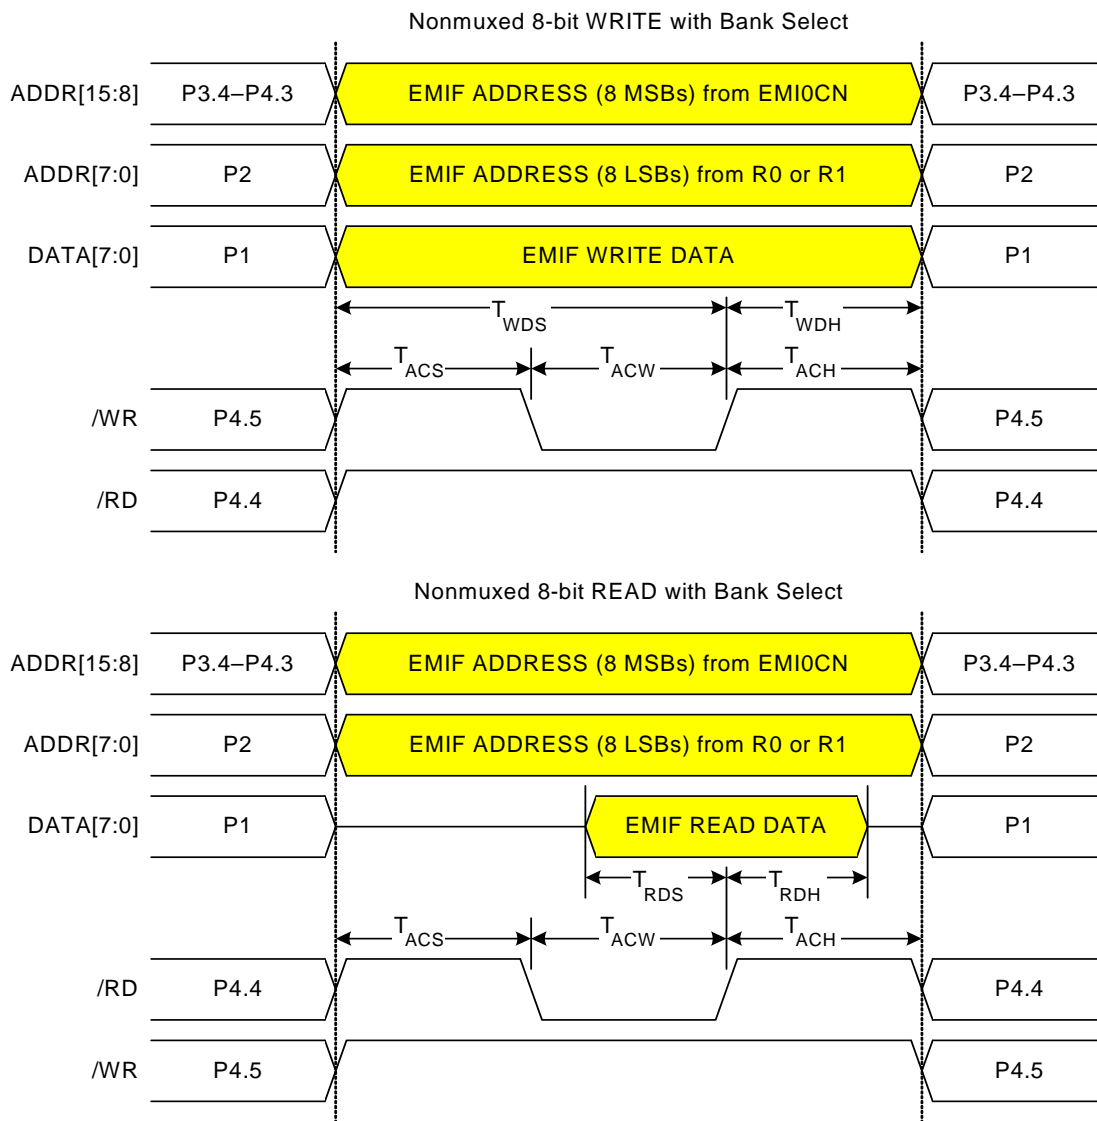 Nonmuxed 8-bit WRITE with Bank Select
ADDR[15:8] P3.4–P4.3 EMIF ADDRESS (8 MSBs) from EMI0CN P3.4–P4.3
ADDR[7:0] P2 EMIF ADDRESS (8 LSBs) from R0 or R1 P2
DATA[7:0] P1 EMIF WRITE DATA P1
TWDS TWDH
TACS TACW TACH
/WR P4.5 P4.5
/RD P4.4 P4.4
Nonmuxed 8-bit READ with Bank Select
ADDR[15:8] P3.4–P4.3 EMIF ADDRESS (8 MSBs) from EMI0CN P3.4–P4.3
ADDR[7:0] P2 EMIF ADDRESS (8 LSBs) from R0 or R1 P2
DATA[7:0] P1 EMIF READ DATA P1
TRDS TRDH
TACS TACW TACH
/RD P4.4 P4.4
/WR P4.5 P4.5